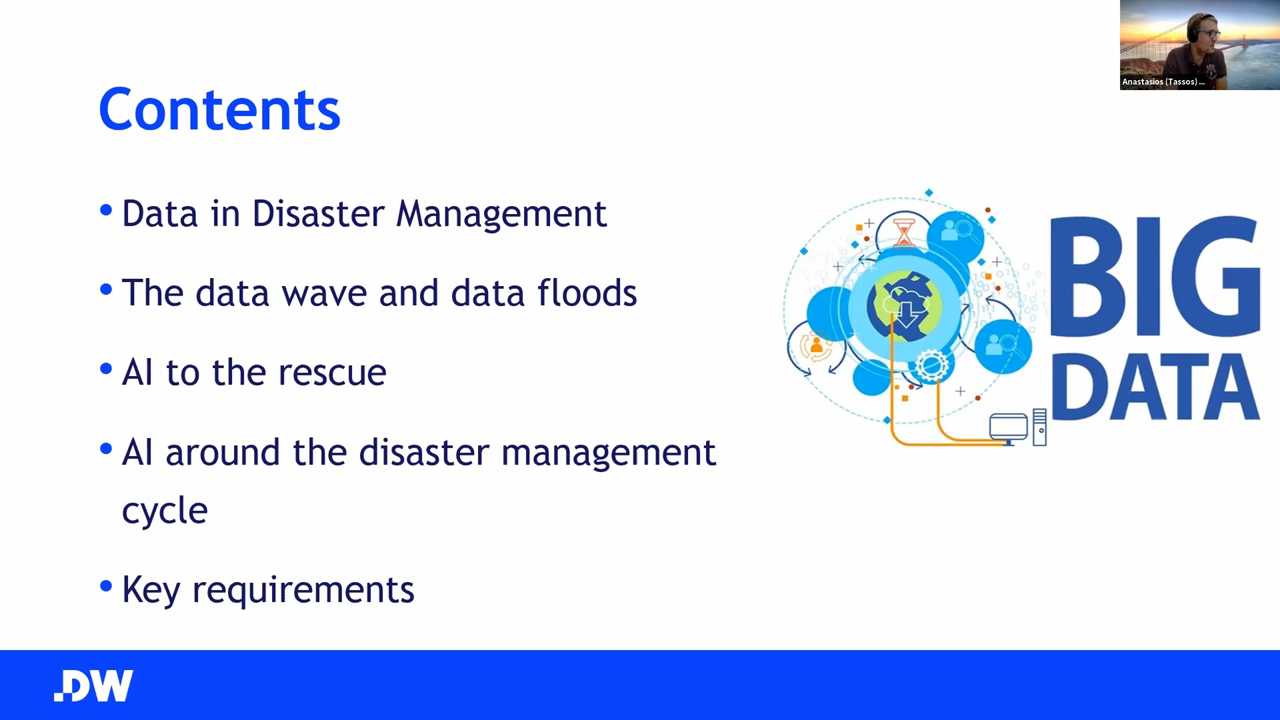 Contents
• Data in Disaster Management
• The data wave and data floods
• AI to the rescue
• AI around the disaster management
cycle
• Key requirements
BIG
DATA
Anastasios (Tassos) ...
.DW